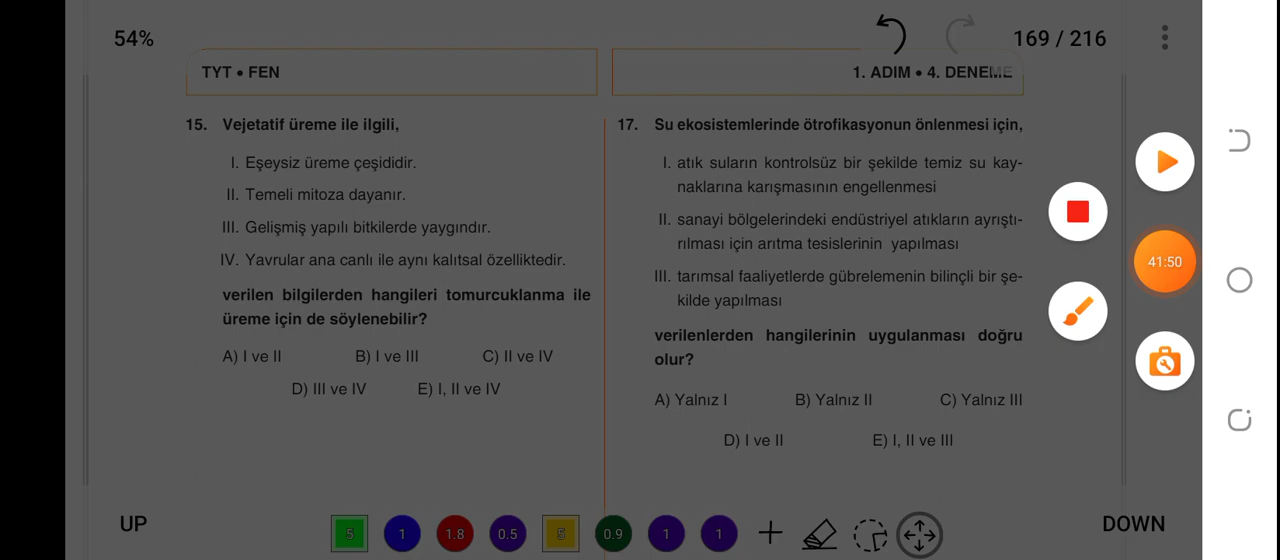 54%
169 / 216
TYT • FEN
1. ADIM • 4. DENEME
15. Vejetatif üreme ile ilgili,
I. Eşeysiz üreme çeşididir.
II. Temeli mitoza dayanır.
III. Gelişmiş yapılı bitkilerde yaygındır.
IV. Yavrular ana canlı ile aynı kalıtsal özelliktedir.
verilen bilgilerden hangileri tomurcuklanma ile
üreme için de söylenebilir?
A) I ve II B) I ve III C) II ve IV
D) III ve IV E) I, II ve IV
17. Su ekosistemlerinde ötrofikasyonun önlenmesi için,
I. atık suların kontrolsüz bir şekilde temiz su kay-
naklarına karışmasının engellenmesi
II. sanayi bölgelerindeki endüstriyel atıkların ayrıştı-
rılması için arıtma tesislerinin yapılması
III. tarımsal faaliyetlerde gübrelemenin bilinçli bir şe-
kilde yapılması
verilenlerden hangilerinin uygulanması doğru
olur?
A) Yalnız I B) Yalnız II C) Yalnız III
D) I ve II E) I, II ve III
41:50
UP
5 1 1.8 0.5 5 0.9 1 1
DOWN